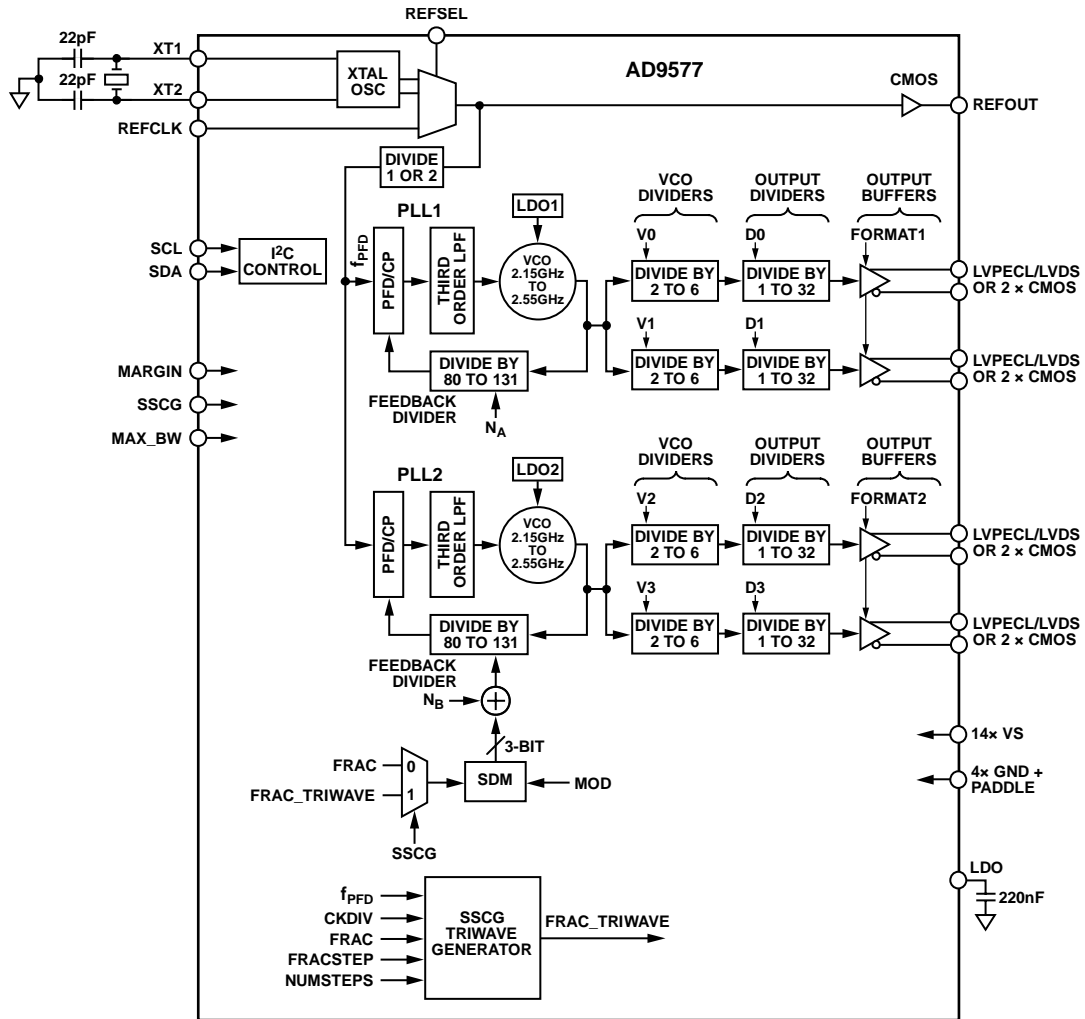 REFSEL
22pF
XT1
22pF
XT2
REFCLK
XTAL
OSC
AD9577
CMOS
REFOUT
DIVIDE
1 OR 2
SCL
SDA
I²C
CONTROL
MARGIN
SSCG
MAX_BW
PLL1
fPFD
PFD/CP
THIRD
ORDER LPF
LDO1
VCO
2.15GHz
TO
2.55GHz
DIVIDE BY
80 TO 131
FEEDBACK
DIVIDER
NA
VCO
DIVIDERS
OUTPUT
DIVIDERS
OUTPUT
BUFFERS
V0
D0
FORMAT1
DIVIDE BY
2 TO 6
DIVIDE BY
1 TO 32
LVPECL/LVDS
OR 2 × CMOS
V1
D1
DIVIDE BY
2 TO 6
DIVIDE BY
1 TO 32
LVPECL/LVDS
OR 2 × CMOS
PLL2
PFD/CP
THIRD
ORDER LPF
LDO2
VCO
2.15GHz
TO
2.55GHz
DIVIDE BY
80 TO 131
FEEDBACK
DIVIDER
NB
+
VCO
DIVIDERS
OUTPUT
DIVIDERS
OUTPUT
BUFFERS
V2
D2
FORMAT2
DIVIDE BY
2 TO 6
DIVIDE BY
1 TO 32
LVPECL/LVDS
OR 2 × CMOS
V3
D3
DIVIDE BY
2 TO 6
DIVIDE BY
1 TO 32
LVPECL/LVDS
OR 2 × CMOS
3-BIT
FRAC
0
FRAC_TRIWAVE
1
SSCG
SDM
MOD
14× VS
4× GND +
PADDLE
LDO
220nF
fPFD
CKDIV
FRAC
FRACSTEP
NUMSTEPS
SSCG
TRIWAVE
GENERATOR
FRAC_TRIWAVE